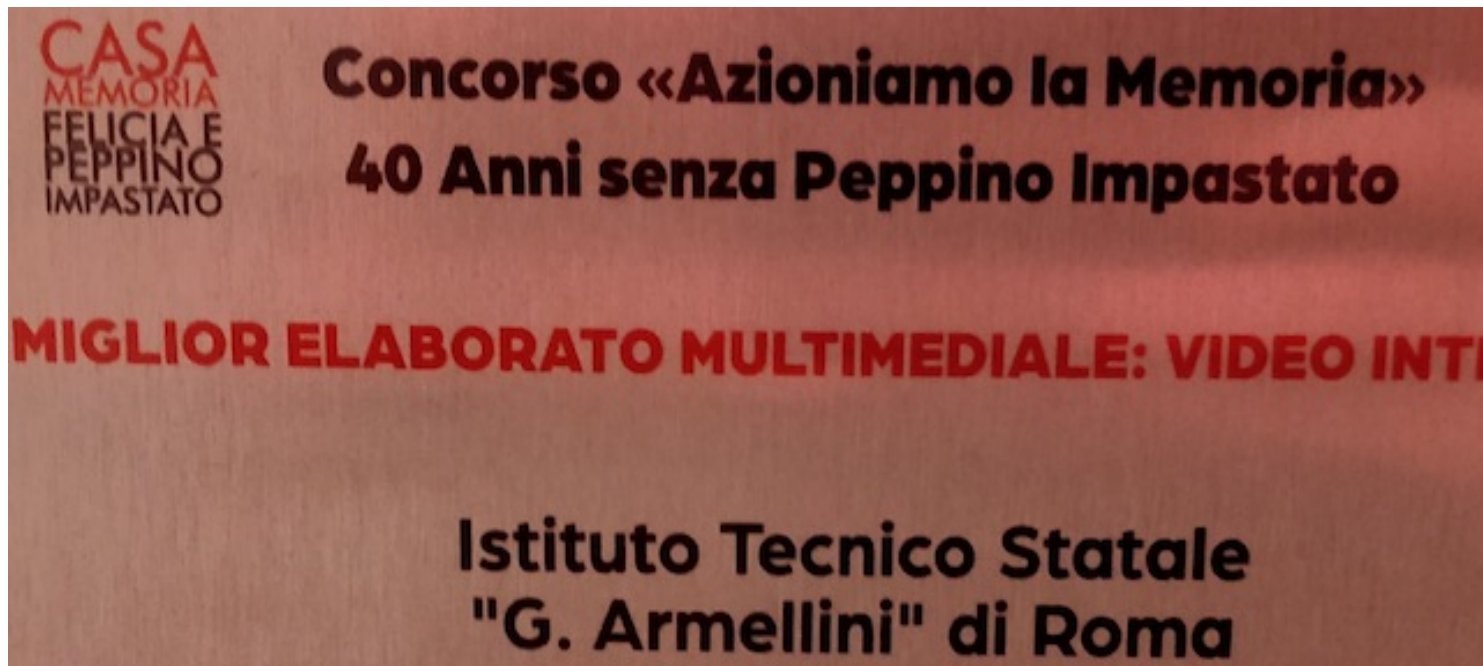 CASA
MEMORIA
FELICIA E
PEPPINO
IMPASTATO
Concorso «Azioniamo la Memoria»
40 Anni senza Peppino Impastato
MIGLIOR ELABORATO MULTIMEDIALE: VIDEO
Istituto Tecnico Statale
"G. Armellini" di Roma